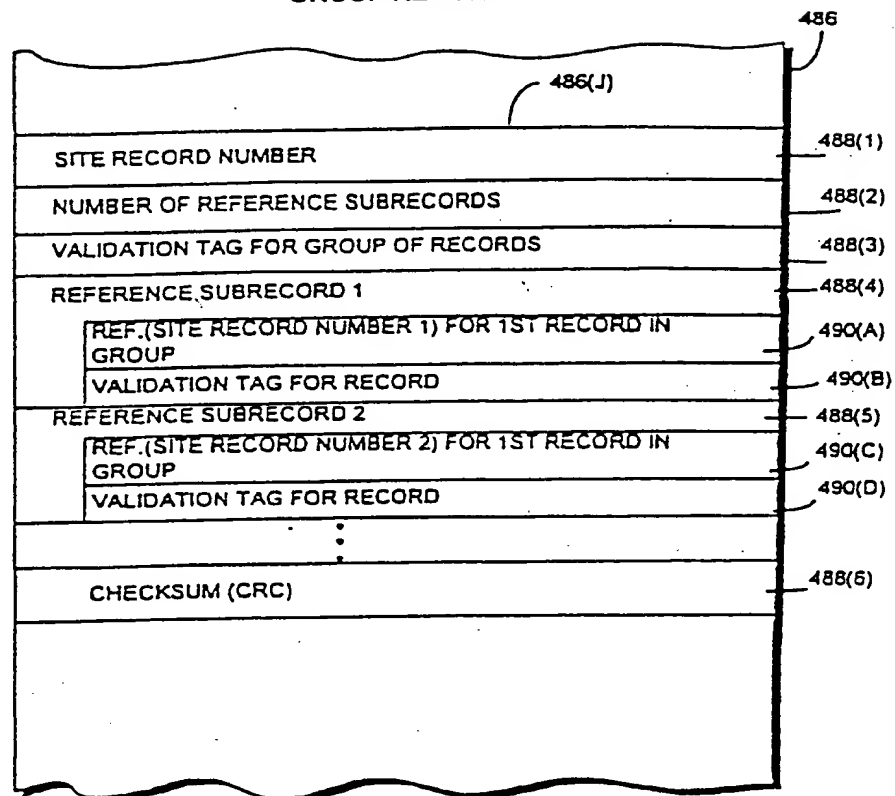 486
486(J)
SITE RECORD NUMBER 488(1)
NUMBER OF REFERENCE SUBRECORDS 488(2)
VALIDATION TAG FOR GROUP OF RECORDS 488(3)
REFERENCE SUBRECORD 1 488(4)
REF.(SITE RECORD NUMBER 1) FOR 1ST RECORD IN 490(A)
GROUP
VALIDATION TAG FOR RECORD 490(B)
REFERENCE SUBRECORD 2 488(5)
REF.(SITE RECORD NUMBER 2) FOR 1ST RECORD IN 490(C)
GROUP
VALIDATION TAG FOR RECORD 490(D)
CHECKSUM (CRC) 488(6)